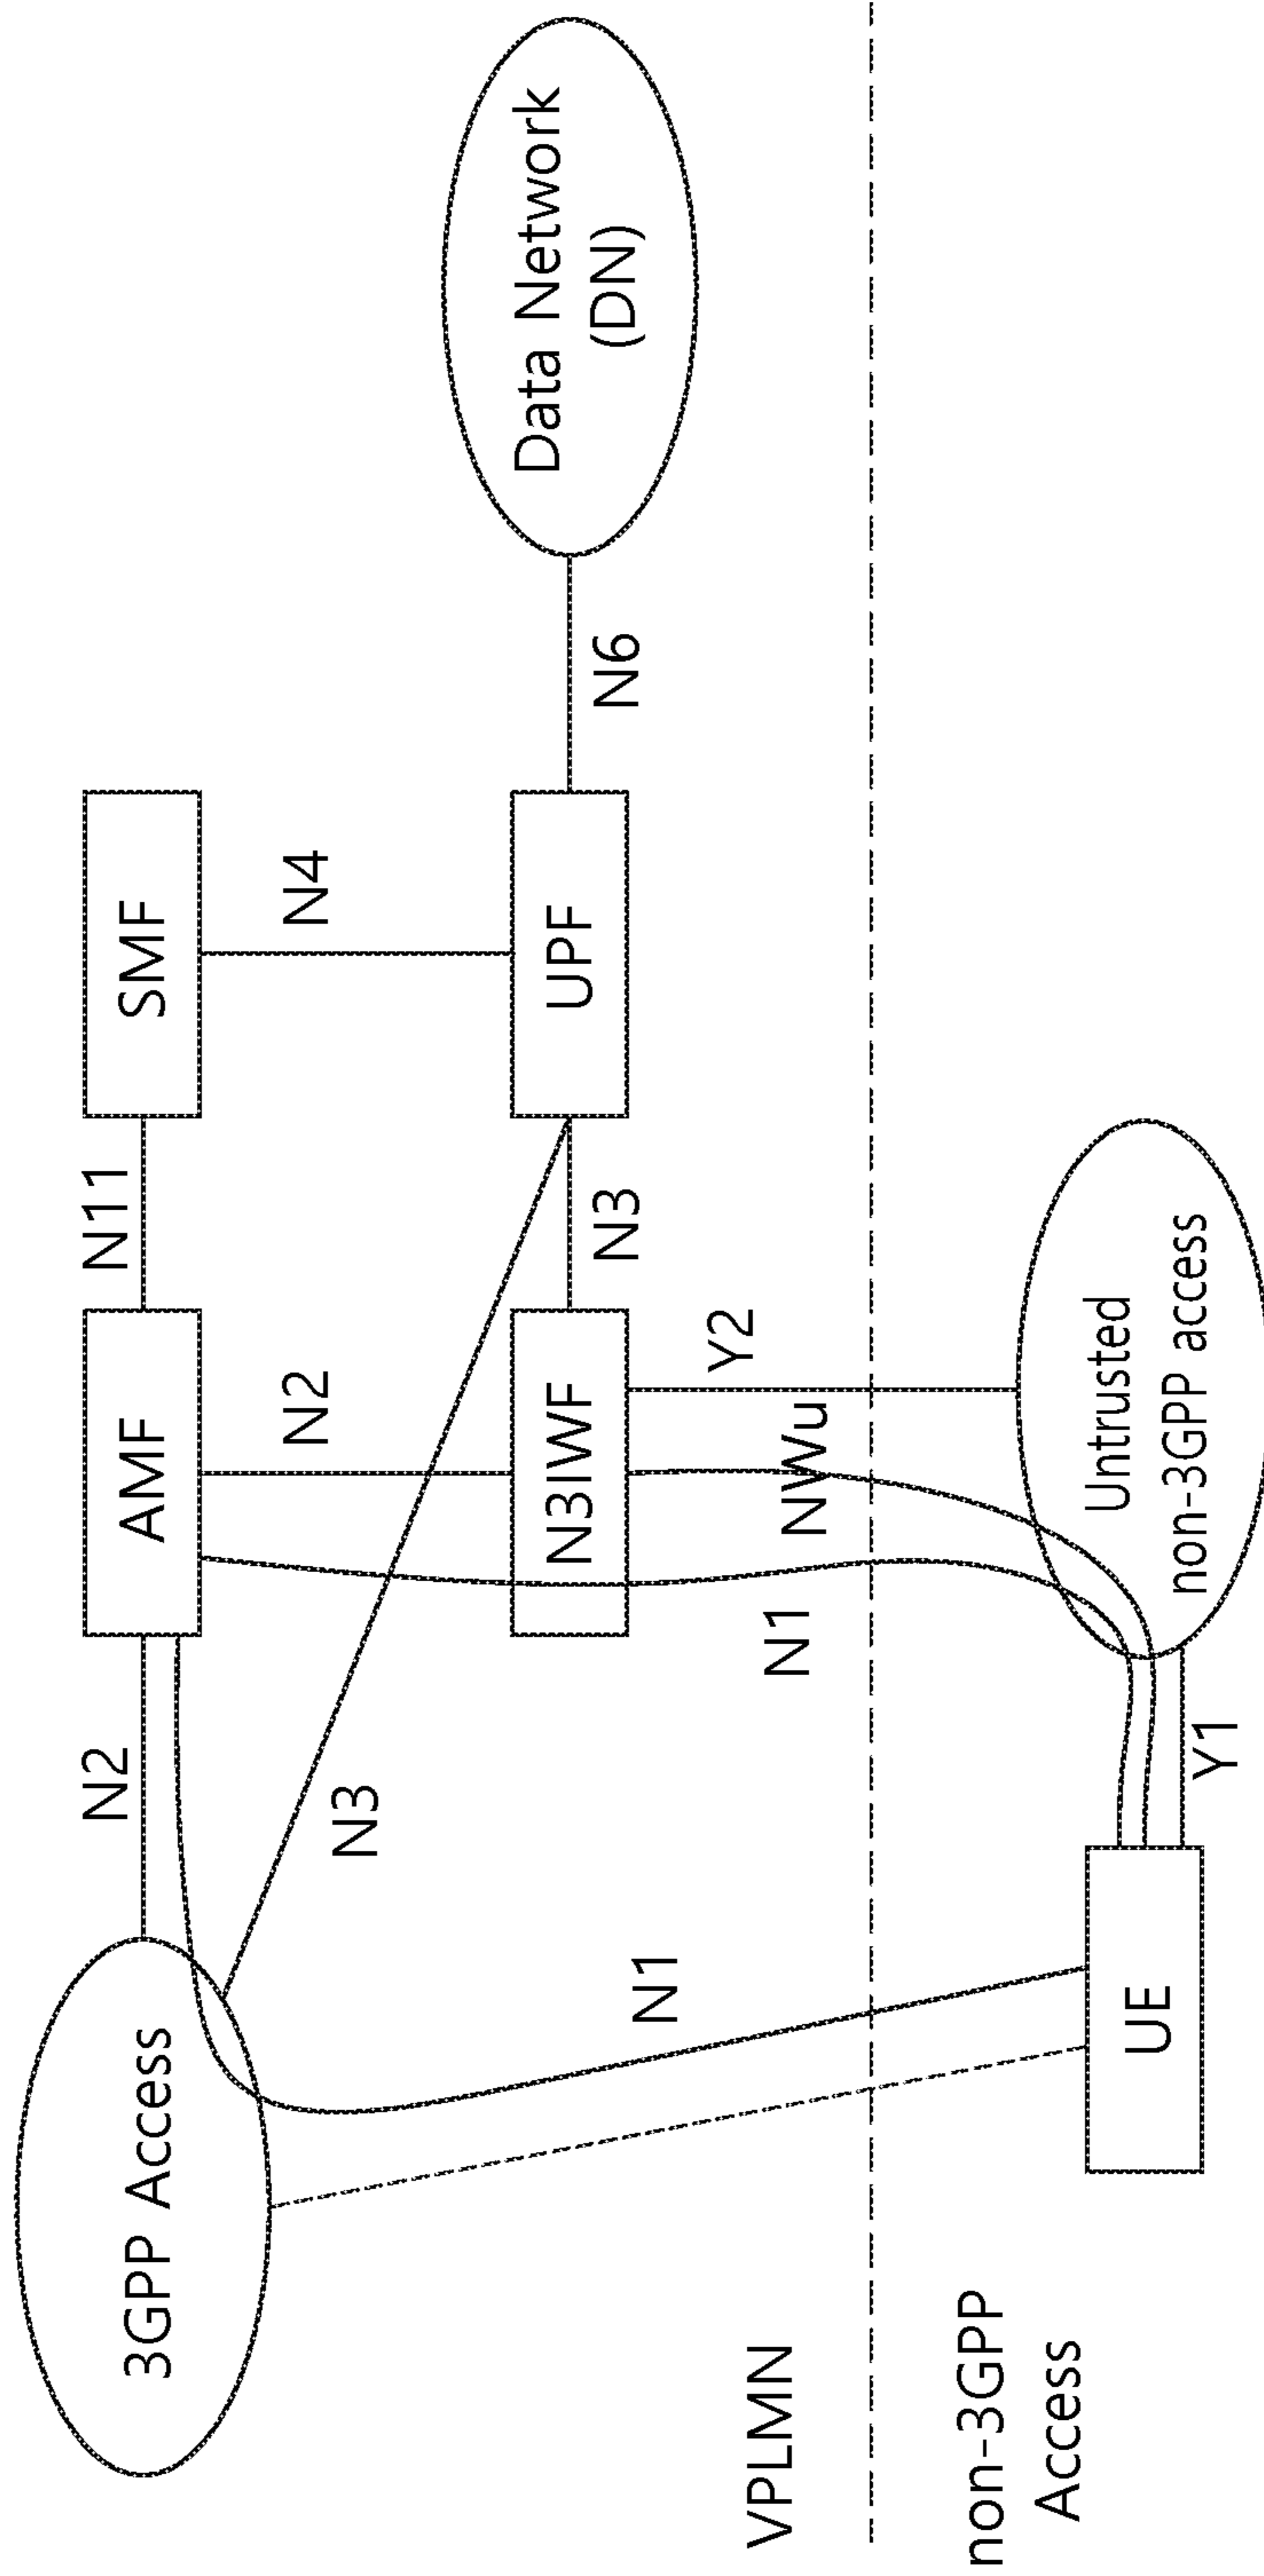 3GPP Access
N2
AMF
N11
SMF
N3
N2
N4
N1
N3IWF
N3
UPF
N6
Data Network
(DN)
N1
NWu
Y2
VPLMN
non-3GPP
Access
UE
Y1
Untrusted
non-3GPP access